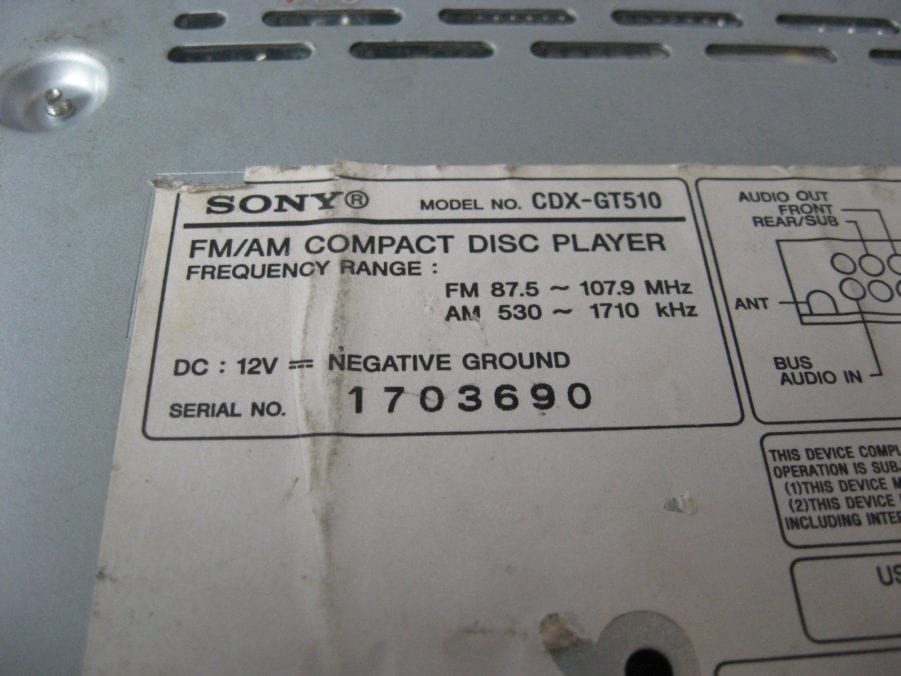 SONY® MODEL NO. CDX-GT510
FM/AM COMPACT DISC PLAYER
FREQUENCY RANGE :
FM 87.5 ~ 107.9 MHz
AM 530 ~ 1710 kHz
DC : 12V ⎓ NEGATIVE GROUND
SERIAL NO. 1703690
AUDIO OUT
FRONT
REAR/SUB
ANT
BUS
AUDIO IN
THIS DEVICE COMPL
OPERATION IS SUBJ
(1)THIS DEVICE M
(2)THIS DEVICE
INCLUDING INTE
US